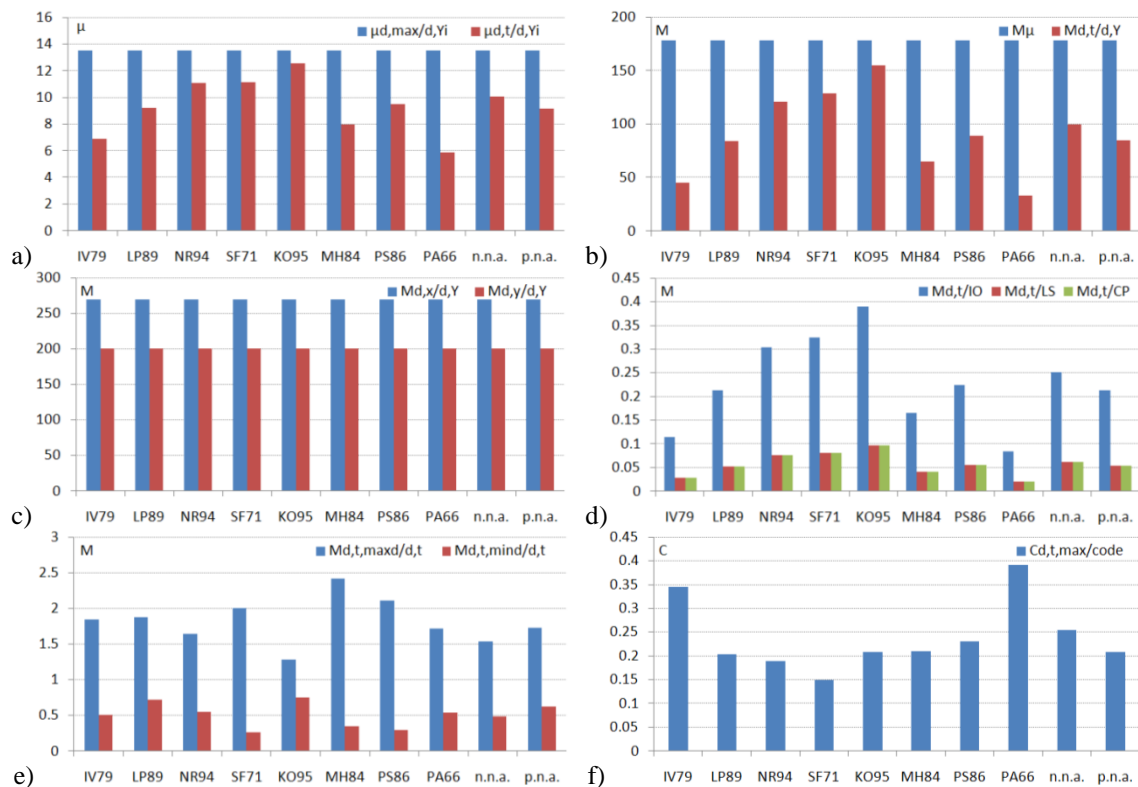 16
14
12
10
8
6
4
2
0
µ
µd,max/d,Yi
µd,t/d,Yi
IV79 LP89 NR94 SF71 KO95 MH84 PS86 PA66 n.n.a. p.n.a.
a)
200
150
100
50
0
M
Mµ
Md,t/d,Y
IV79 LP89 NR94 SF71 KO95 MH84 PS86 PA66 n.n.a. p.n.a.
b)
300
250
200
150
100
50
0
M
Md,x/d,Y
Md,y/d,Y
IV79 LP89 NR94 SF71 KO95 MH84 PS86 PA66 n.n.a. p.n.a.
c)
0.45
0.4
0.35
0.3
0.25
0.2
0.15
0.1
0.05
0
M
Md,t/IO
Md,t/LS
Md,t/CP
IV79 LP89 NR94 SF71 KO95 MH84 PS86 PA66 n.n.a. p.n.a.
d)
3
2.5
2
1.5
1
0.5
0
M
Md,t,maxd/d,t
Md,t,mind/d,t
IV79 LP89 NR94 SF71 KO95 MH84 PS86 PA66 n.n.a. p.n.a.
e)
0.45
0.4
0.35
0.3
0.25
0.2
0.15
0.1
0.05
0
C
Cd,t,max/code
IV79 LP89 NR94 SF71 KO95 MH84 PS86 PA66 n.n.a. p.n.a.
f)